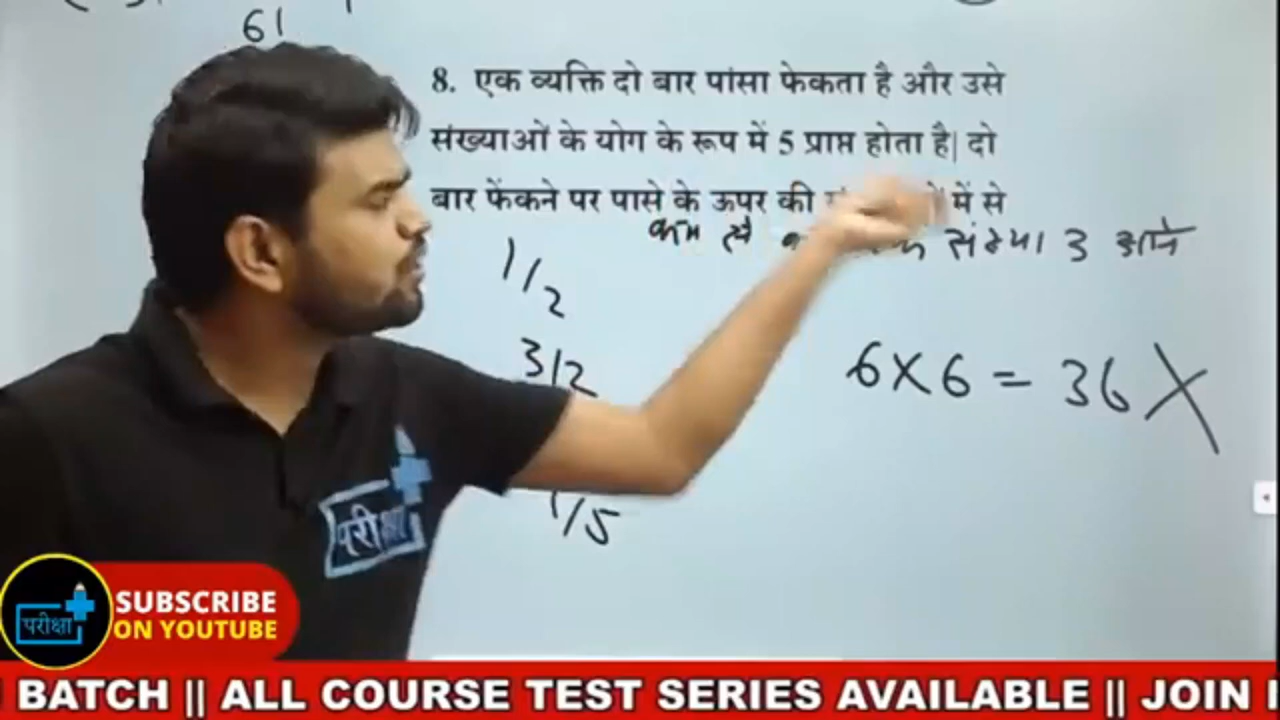 61
8. एक व्यक्ति दो बार पांसा फेकता है और उसे
संख्याओं के योग के रूप में 5 प्राप्त होता है| दो
बार फेंकने पर पासे के ऊपर की में से
कम से संख्या 3 आने
1/2
3/2
6×6 = 36 X
1/5
परीक्षा
परीक्षा
SUBSCRIBE
ON YOUTUBE
BATCH || ALL COURSE TEST SERIES AVAILABLE || JOIN